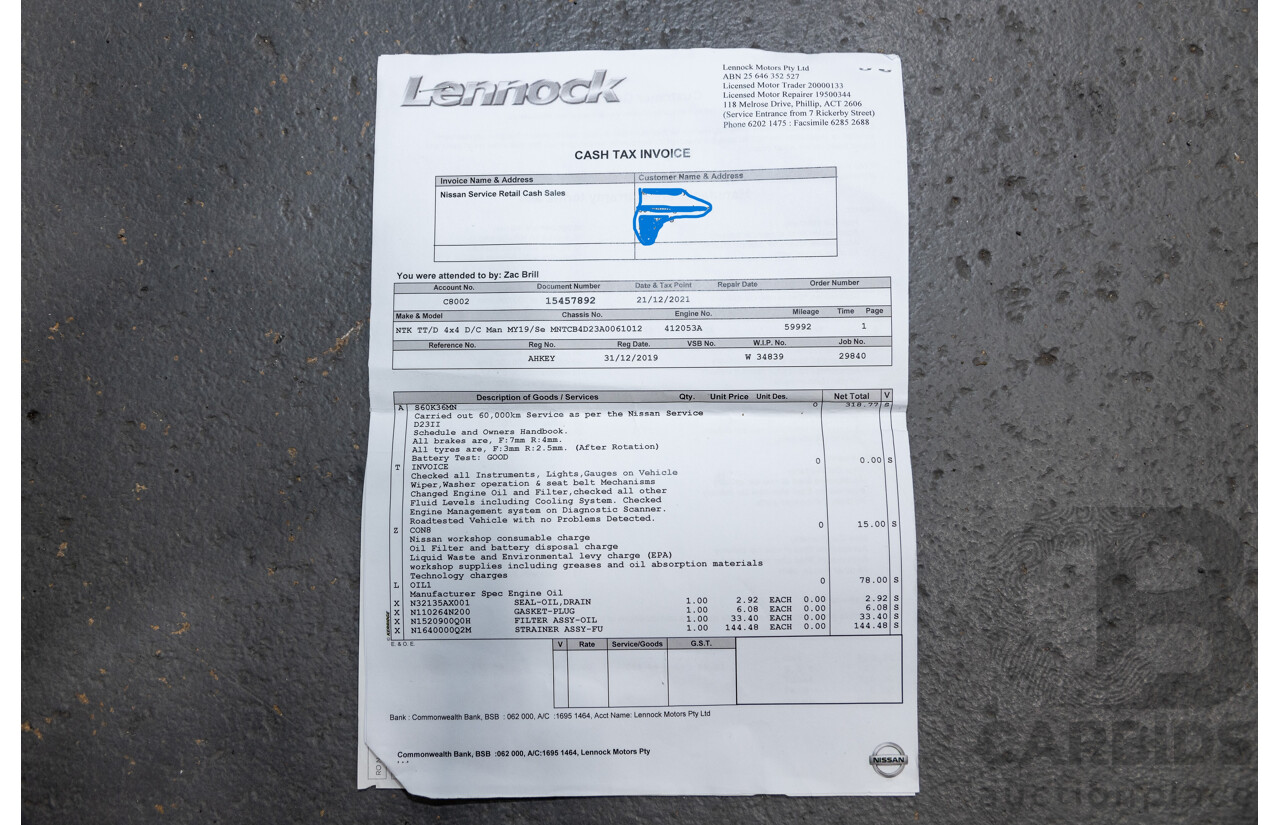 Lennock
Lennock Motors Pty Ltd
ABN 25 646 352 527
Licensed Motor Trader 20000133
Licensed Motor Repairer 19500344
118 Melrose Drive, Phillip, ACT 2606
(Service Entrance from 7 Rickerby Street)
Phone 6202 1475 : Facsimile 6285 2688
CASH TAX INVOICE
Invoice Name & Address Customer Name & Address
Nissan Service Retail Cash Sales
You were attended to by: Zac Brill
Account No. Document Number Date & Tax Point Repair Date Order Number
C8002 15457892 21/12/2021
Make & Model Chassis No. Engine No. Mileage Time Page
NTK TT/D 4x4 D/C Man MY19/Se MNTCB4D23A0061012 412053A 59992 1
Reference No. Reg No. Reg Date. VSB No. W.I.P. No. Job No.
AHKEY 31/12/2019 W 34839 29840
Description of Goods / Services Qty. Unit Price Unit Des. Net Total V
A S60K36MN 0 318.77 S
Carried out 60,000km Service as per the Nissan Service
D23II
Schedule and Owners Handbook.
All brakes are, F:7mm R:4mm.
All tyres are, F:3mm R:2.5mm. (After Rotation)
Battery Test: GOOD
T INVOICE 0 0.00 S
Checked all Instruments, Lights,Gauges on Vehicle
Wiper,Washer operation & seat belt Mechanisms
Changed Engine Oil and Filter,checked all other
Fluid Levels including Cooling System. Checked
Engine Management system on Diagnostic Scanner.
Roadtested Vehicle with no Problems Detected.
Z CON8 0 15.00 S
Nissan workshop consumable charge
Oil Filter and battery disposal charge
Liquid Waste and Environmental levy charge (EPA)
workshop supplies including greases and oil absorption materials
Technology charges
L OIL1 0 78.00 S
Manufacturer Spec Engine Oil
X N32135AX001 SEAL-OIL,DRAIN 1.00 2.92 EACH 0.00 2.92 S
X N110264N200 GASKET-PLUG 1.00 6.08 EACH 0.00 6.08 S
X N1520900Q0H FILTER ASSY-OIL 1.00 33.40 EACH 0.00 33.40 S
X N1640000Q2M STRAINER ASSY-FU 1.00 144.48 EACH 0.00 144.48 S
E. & O. E.
V Rate Service/Goods G.S.T.
Bank : Commonwealth Bank, BSB : 062 000, A/C :1695 1464, Acct Name: Lennock Motors Pty Ltd
Commonwealth Bank, BSB :062 000, A/C:1695 1464, Lennock Motors Pty
NISSAN
RO
CARBIDS
auctionplace